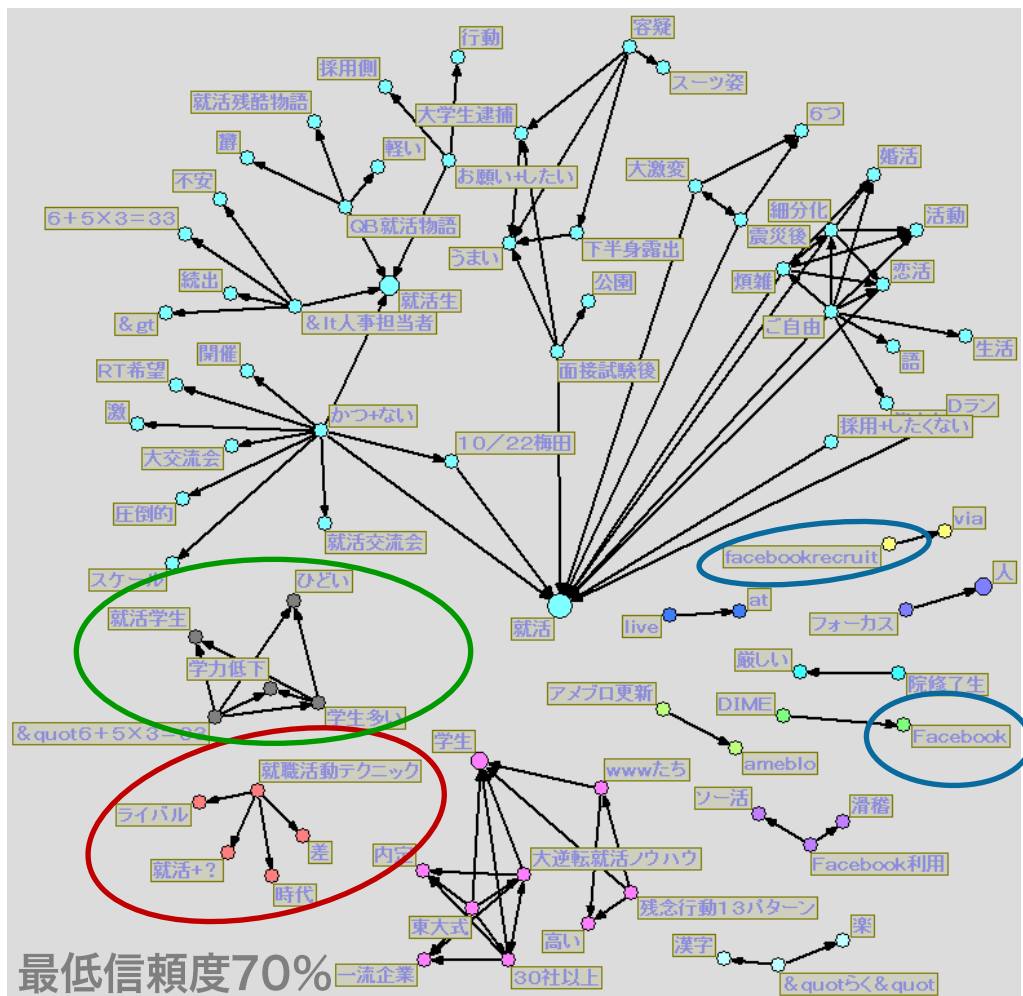 行動
容疑
採用側
スーツ姿
就活残酷物語
大学生逮捕
6つ
欝
軽い
お願い+したい
大激変
婚活
不安
細分化
6+5×3=33
QB就活物語
下半身露出
震災後
活動
うまい
煩雑
恋活
続出
公園
就活生
&gt
&lt人事担当者
ご自由
生活
開催
語
RT希望
面接試験後
激
かつ+ない
Dラン
採用+したくない
大交流会
10/22梅田
圧倒的
就活交流会
via
facebookrecruit
スケール
ひどい
人
就活学生
at
live
就活
フォーカス
学力低下
厳しい
院修了生
アメブロ更新
DIME
&quot6+5×3=63
学生多い
Facebook
学生
就職活動テクニック
ameblo
wwwたち
ライバル
ソー活
滑稽
差
内定
大逆転就活ノウハウ
就活+?
Facebook利用
時代
残念行動13パターン
東大式
高い
漢字
楽
最低信頼度70%
一流企業
30社以上
&quotらく&quot